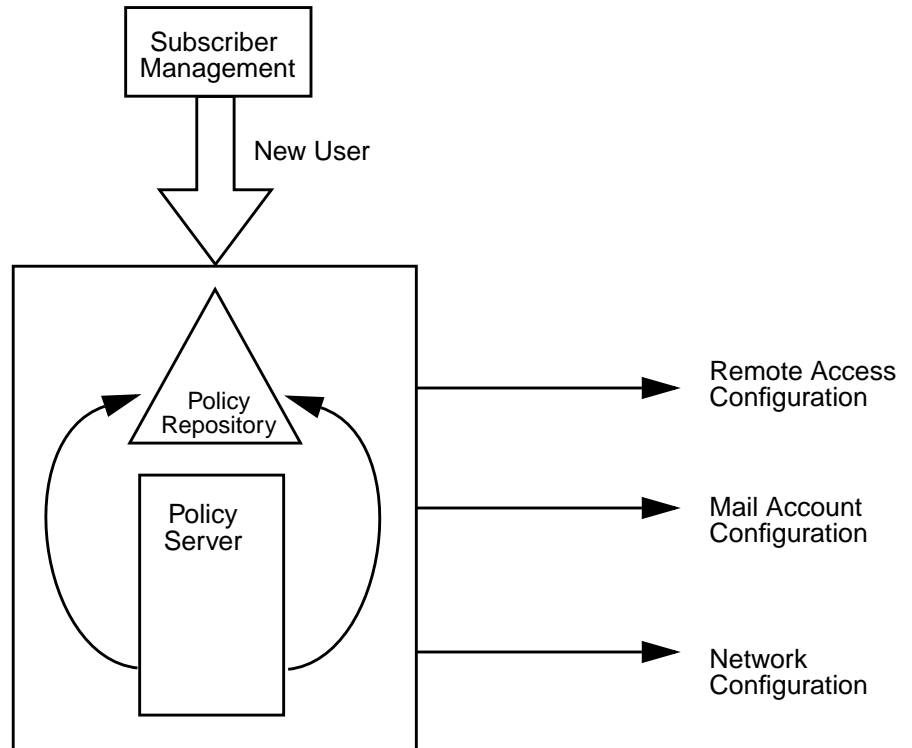 Subscriber
Management
New User
Policy
Repository
Policy
Server
Remote Access
Configuration
Mail Account
Configuration
Network
Configuration